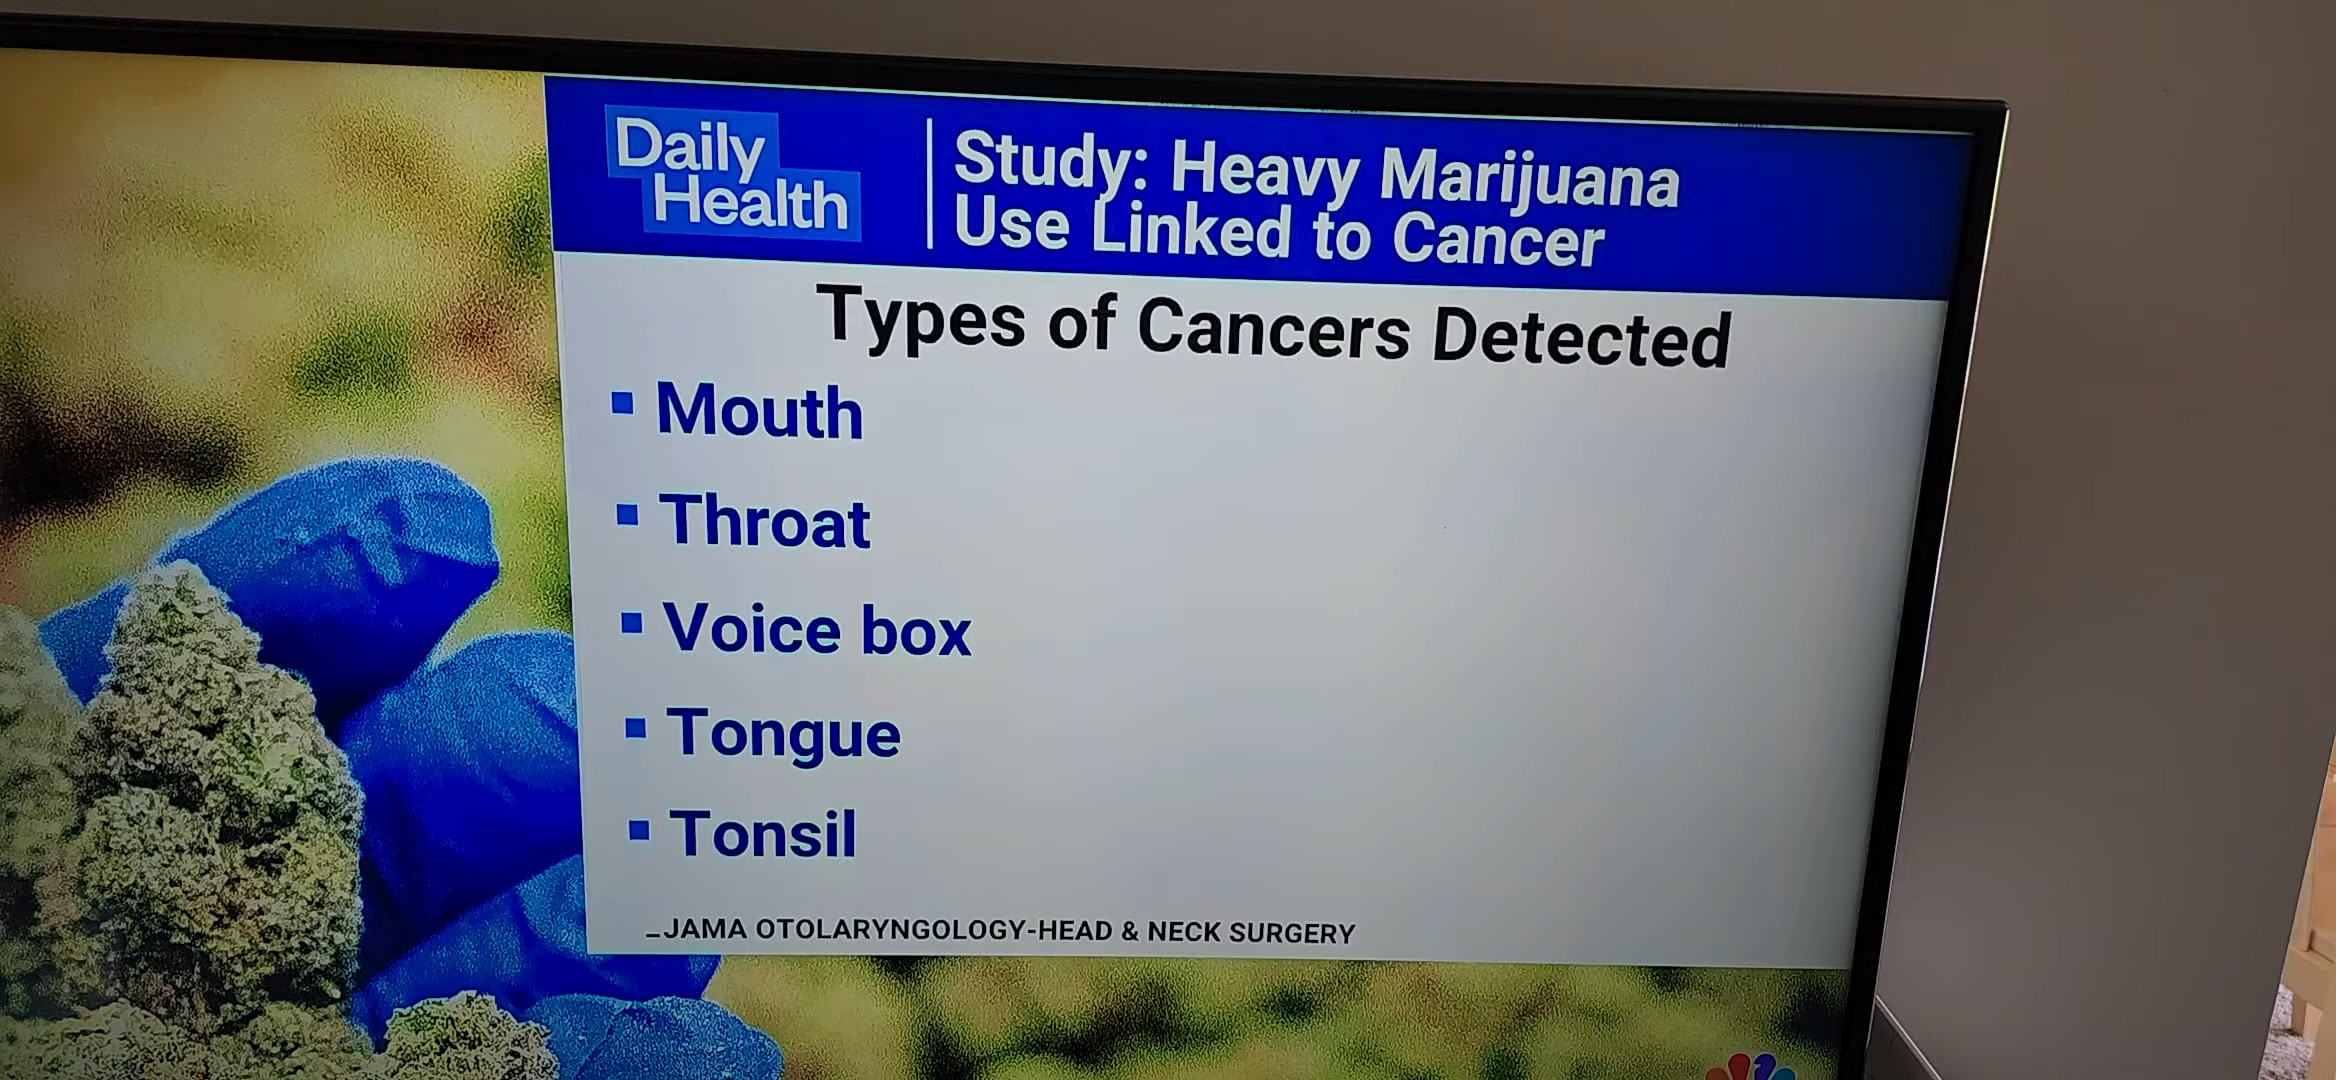 Daily
Health
Study: Heavy Marijuana
Use Linked to Cancer
Types of Cancers Detected
▪ Mouth
▪ Throat
▪ Voice box
▪ Tongue
▪ Tonsil
–JAMA OTOLARYNGOLOGY-HEAD & NECK SURGERY